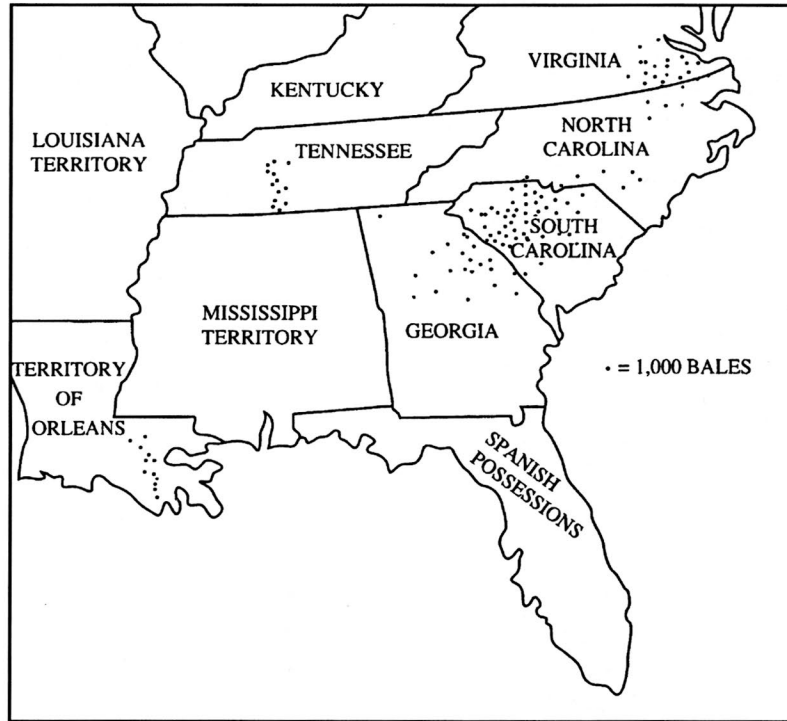 VIRGINIA
KENTUCKY
LOUISIANA
TERRITORY
TENNESSEE
NORTH
CAROLINA
SOUTH
CAROLINA
MISSISSIPPI
TERRITORY
GEORGIA
TERRITORY
OF
ORLEANS
• = 1,000 BALES
SPANISH
POSSESSIONS